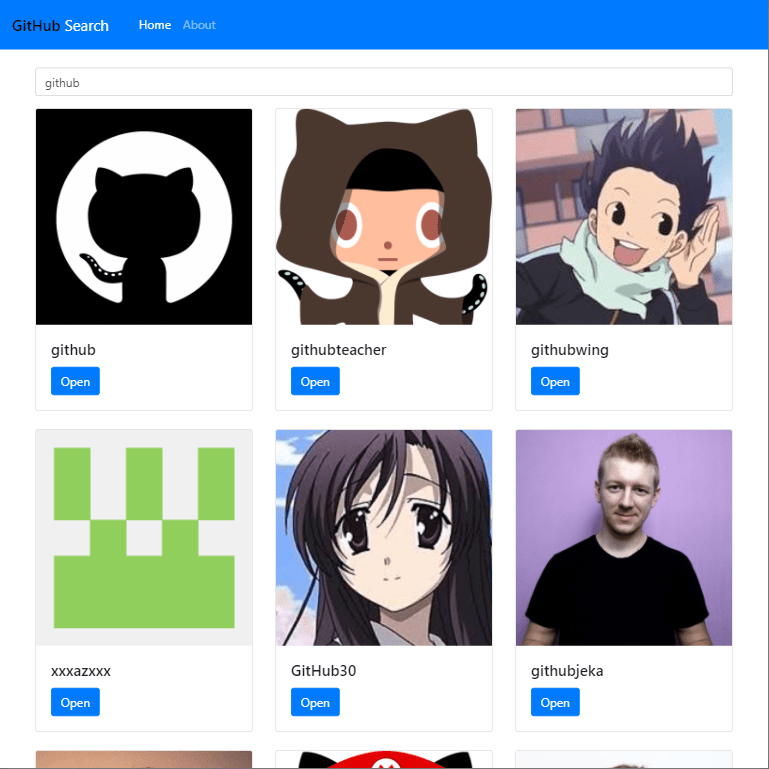 GitHub Search Home About
github
github
Open
githubteacher
Open
githubwing
Open
xxxazxxx
Open
GitHub30
Open
githubjeka
Open